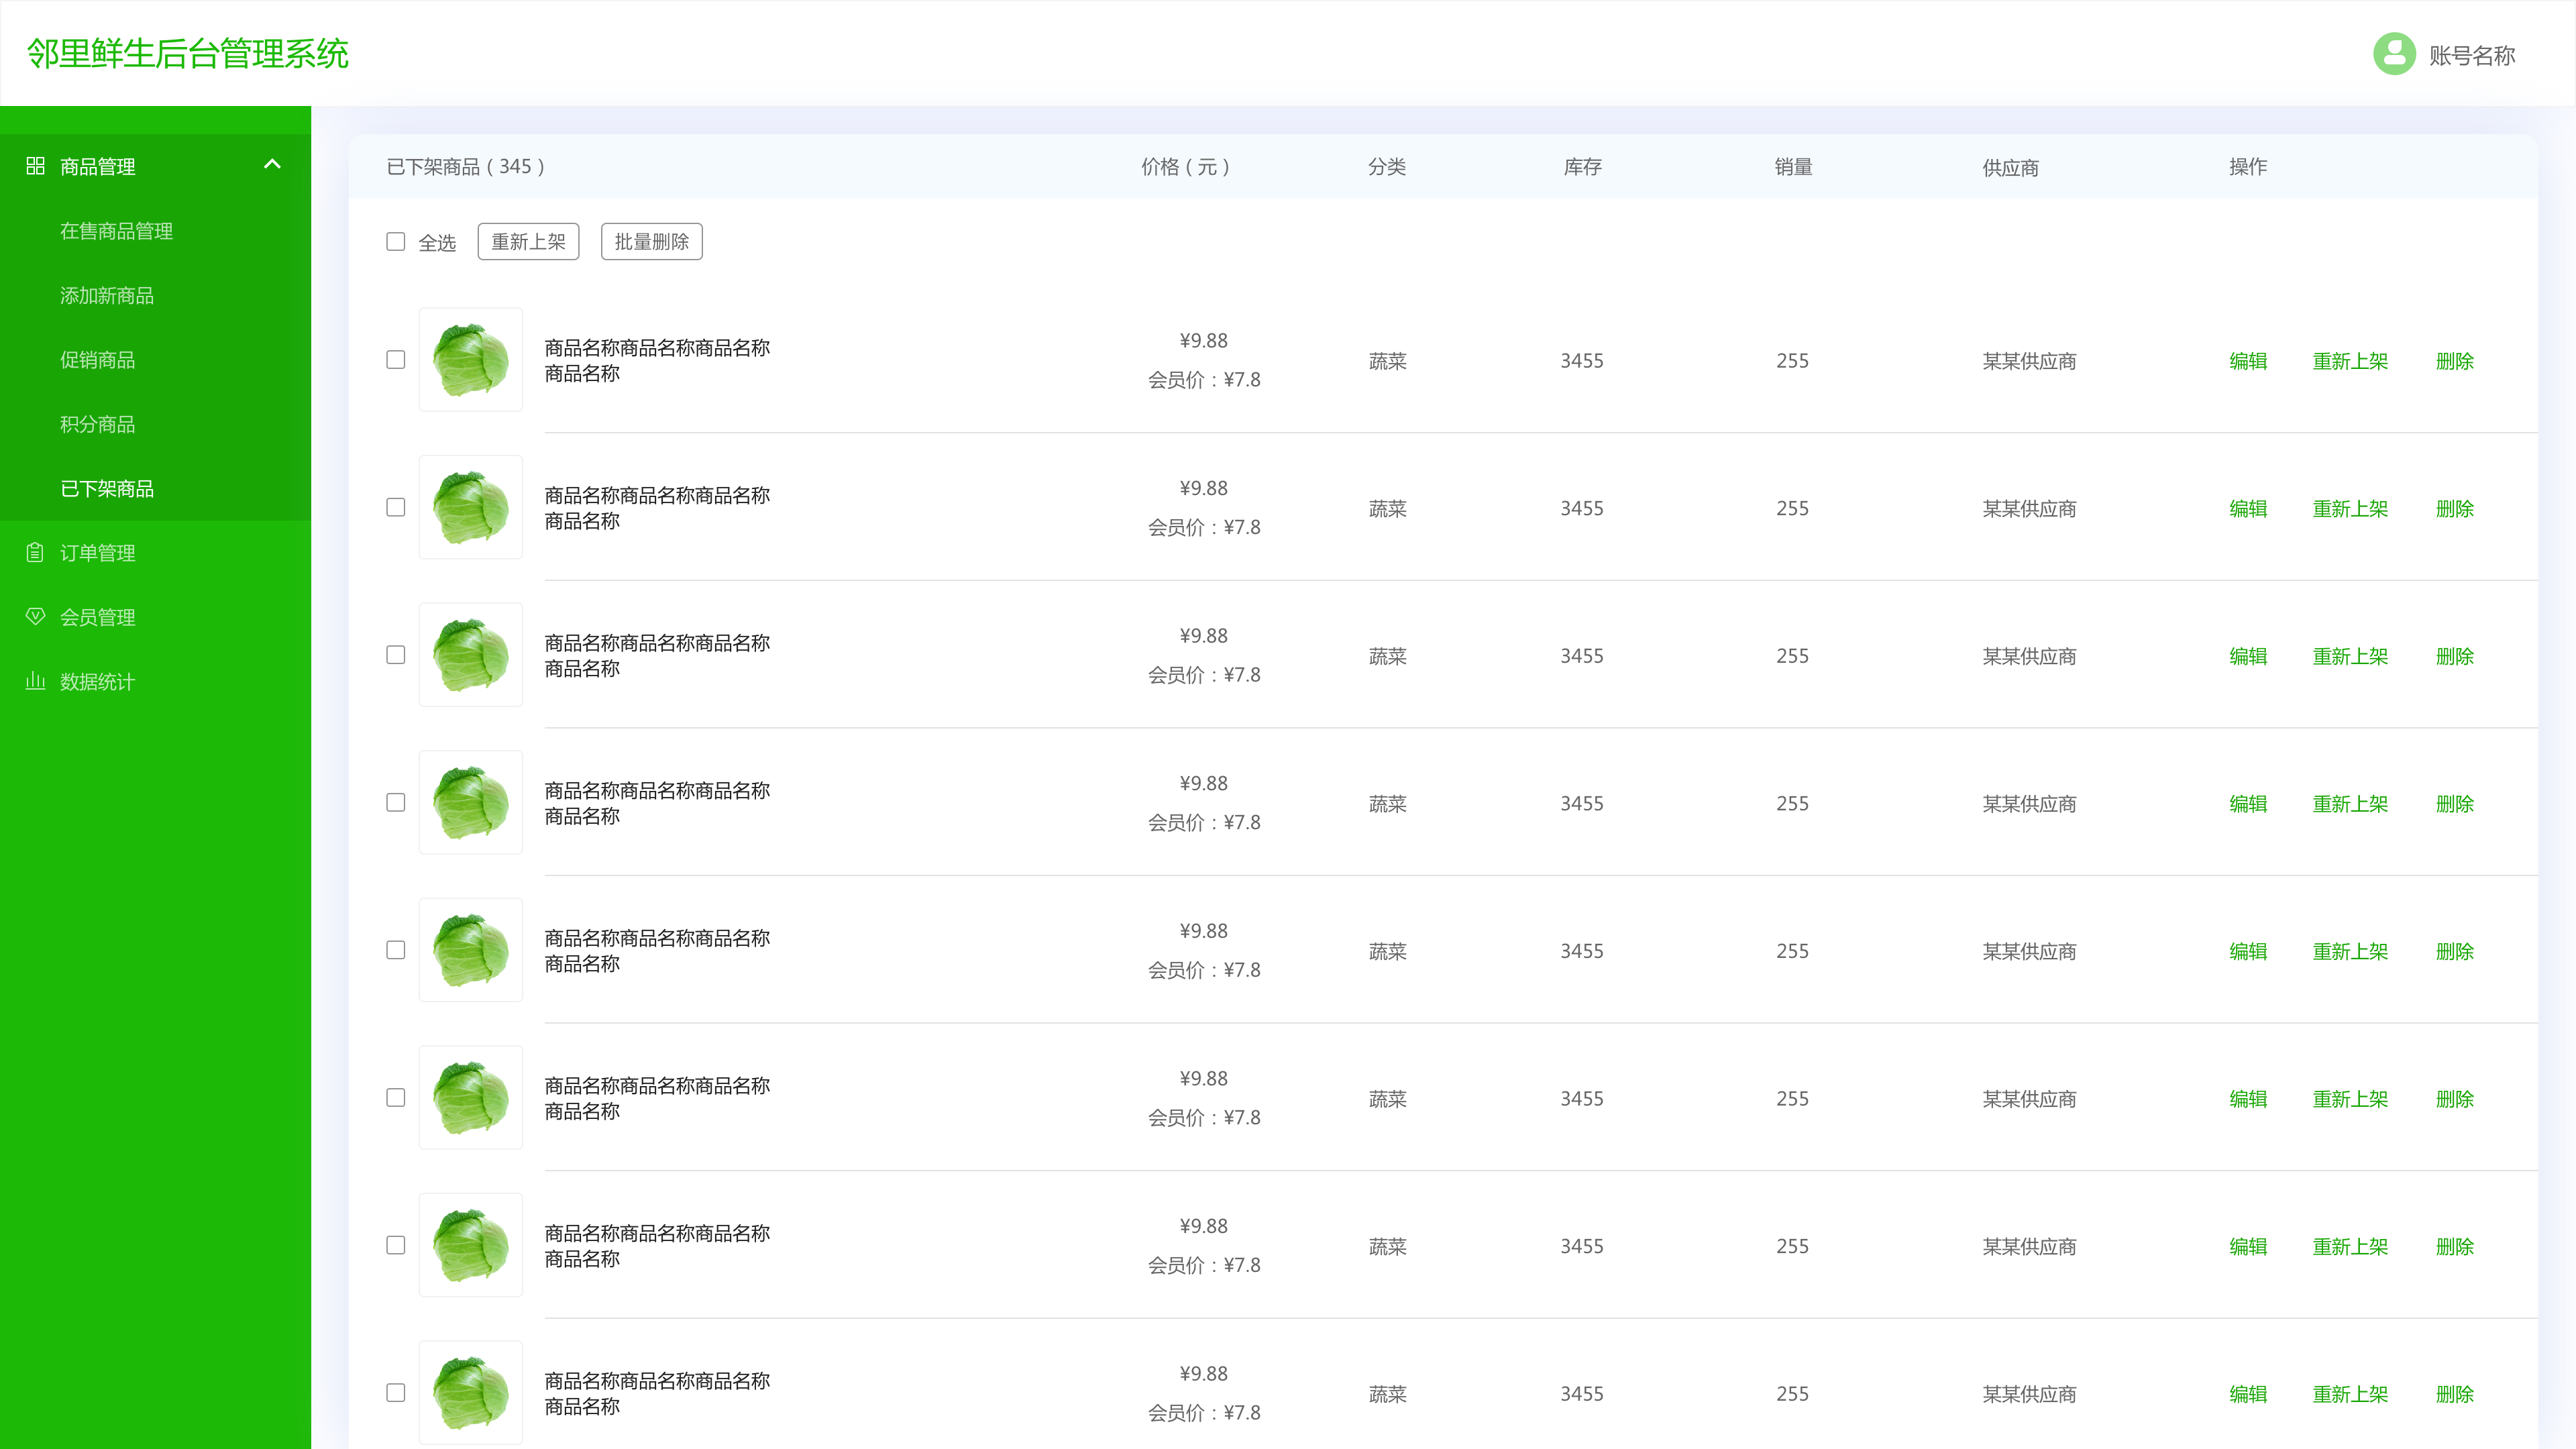 邻里鲜生后台管理系统
账号名称
商品管理
在售商品管理
添加新商品
促销商品
积分商品
已下架商品
订单管理
会员管理
数据统计
已下架商品（345） 价格（元） 分类 库存 销量 供应商 操作
全选 重新上架 批量删除
商品名称商品名称商品名称
商品名称
¥9.88
会员价：¥7.8
蔬菜 3455 255 某某供应商 编辑 重新上架 删除
商品名称商品名称商品名称
商品名称
¥9.88
会员价：¥7.8
蔬菜 3455 255 某某供应商 编辑 重新上架 删除
商品名称商品名称商品名称
商品名称
¥9.88
会员价：¥7.8
蔬菜 3455 255 某某供应商 编辑 重新上架 删除
商品名称商品名称商品名称
商品名称
¥9.88
会员价：¥7.8
蔬菜 3455 255 某某供应商 编辑 重新上架 删除
商品名称商品名称商品名称
商品名称
¥9.88
会员价：¥7.8
蔬菜 3455 255 某某供应商 编辑 重新上架 删除
商品名称商品名称商品名称
商品名称
¥9.88
会员价：¥7.8
蔬菜 3455 255 某某供应商 编辑 重新上架 删除
商品名称商品名称商品名称
商品名称
¥9.88
会员价：¥7.8
蔬菜 3455 255 某某供应商 编辑 重新上架 删除
商品名称商品名称商品名称
商品名称
¥9.88
会员价：¥7.8
蔬菜 3455 255 某某供应商 编辑 重新上架 删除